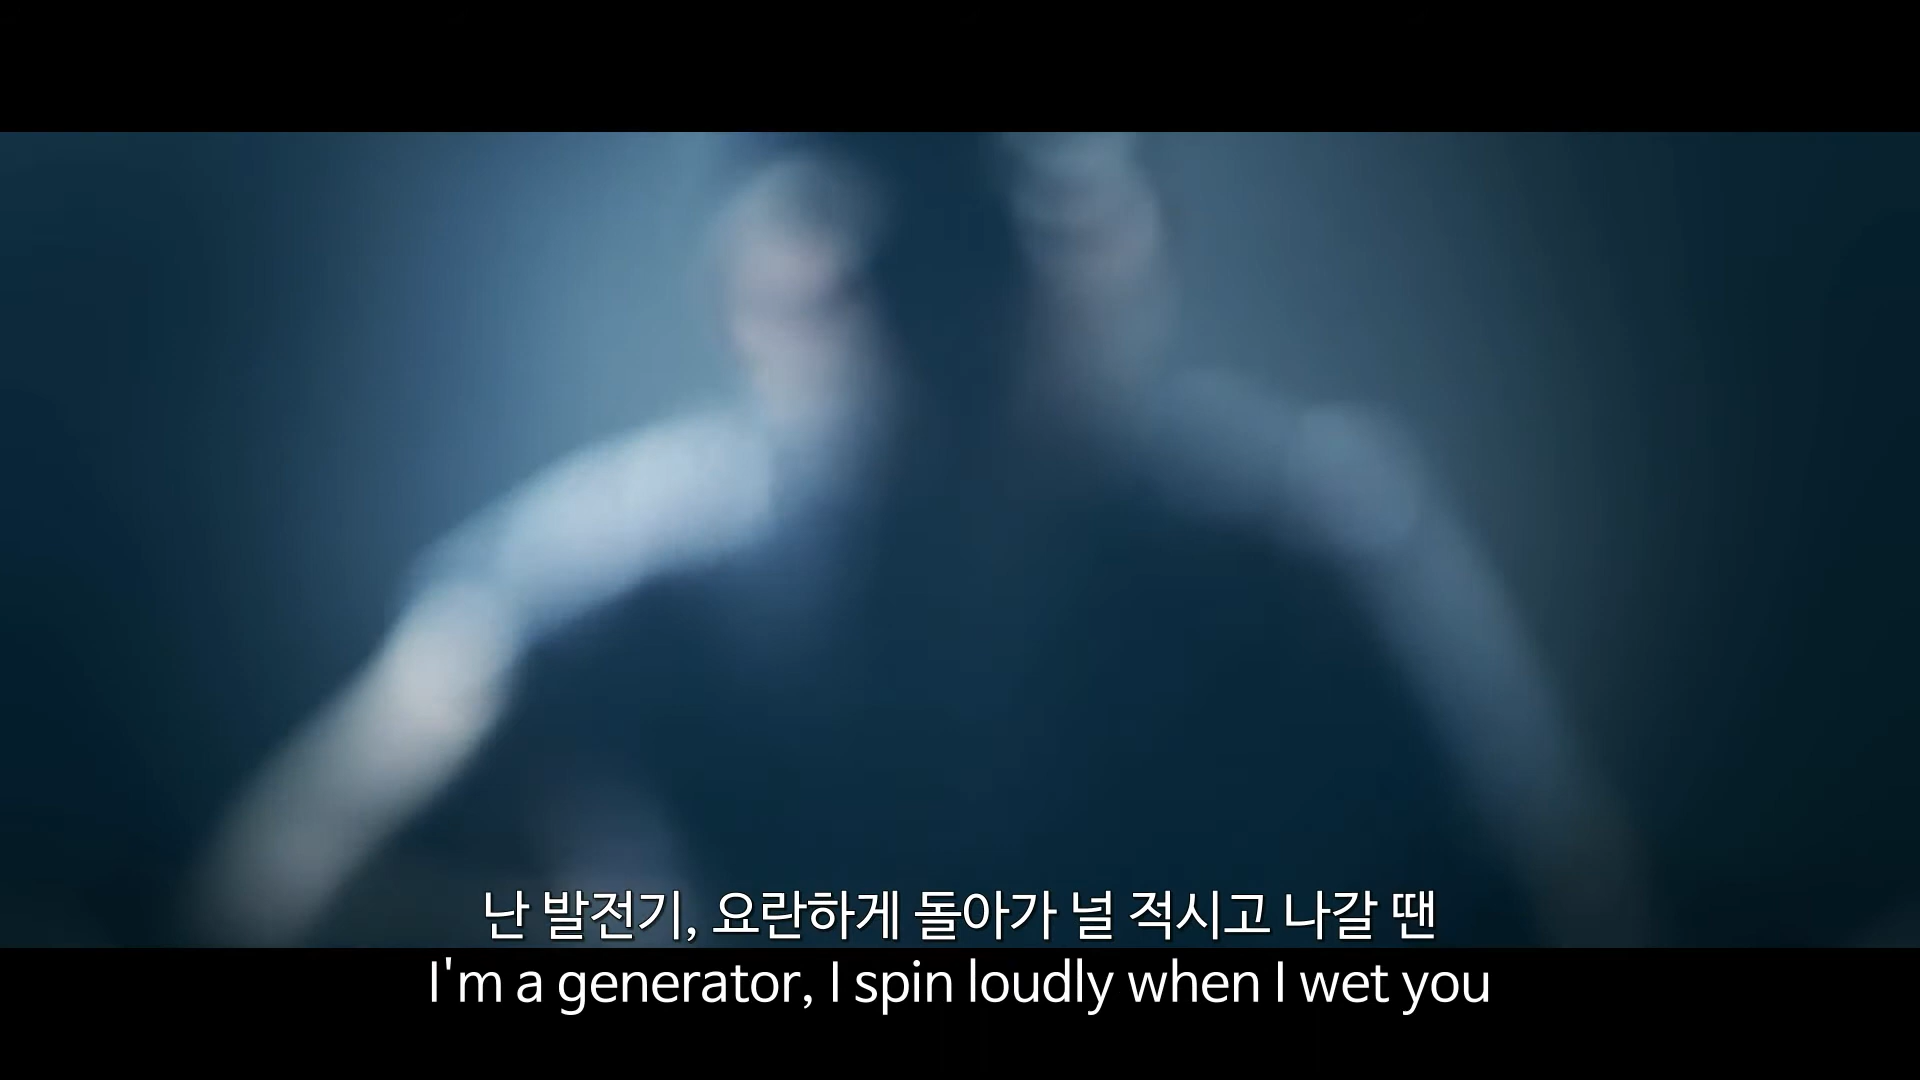 난 발전기, 요란하게 돌아가 널 적시고 나갈 땐
I'm a generator, I spin loudly when I wet you